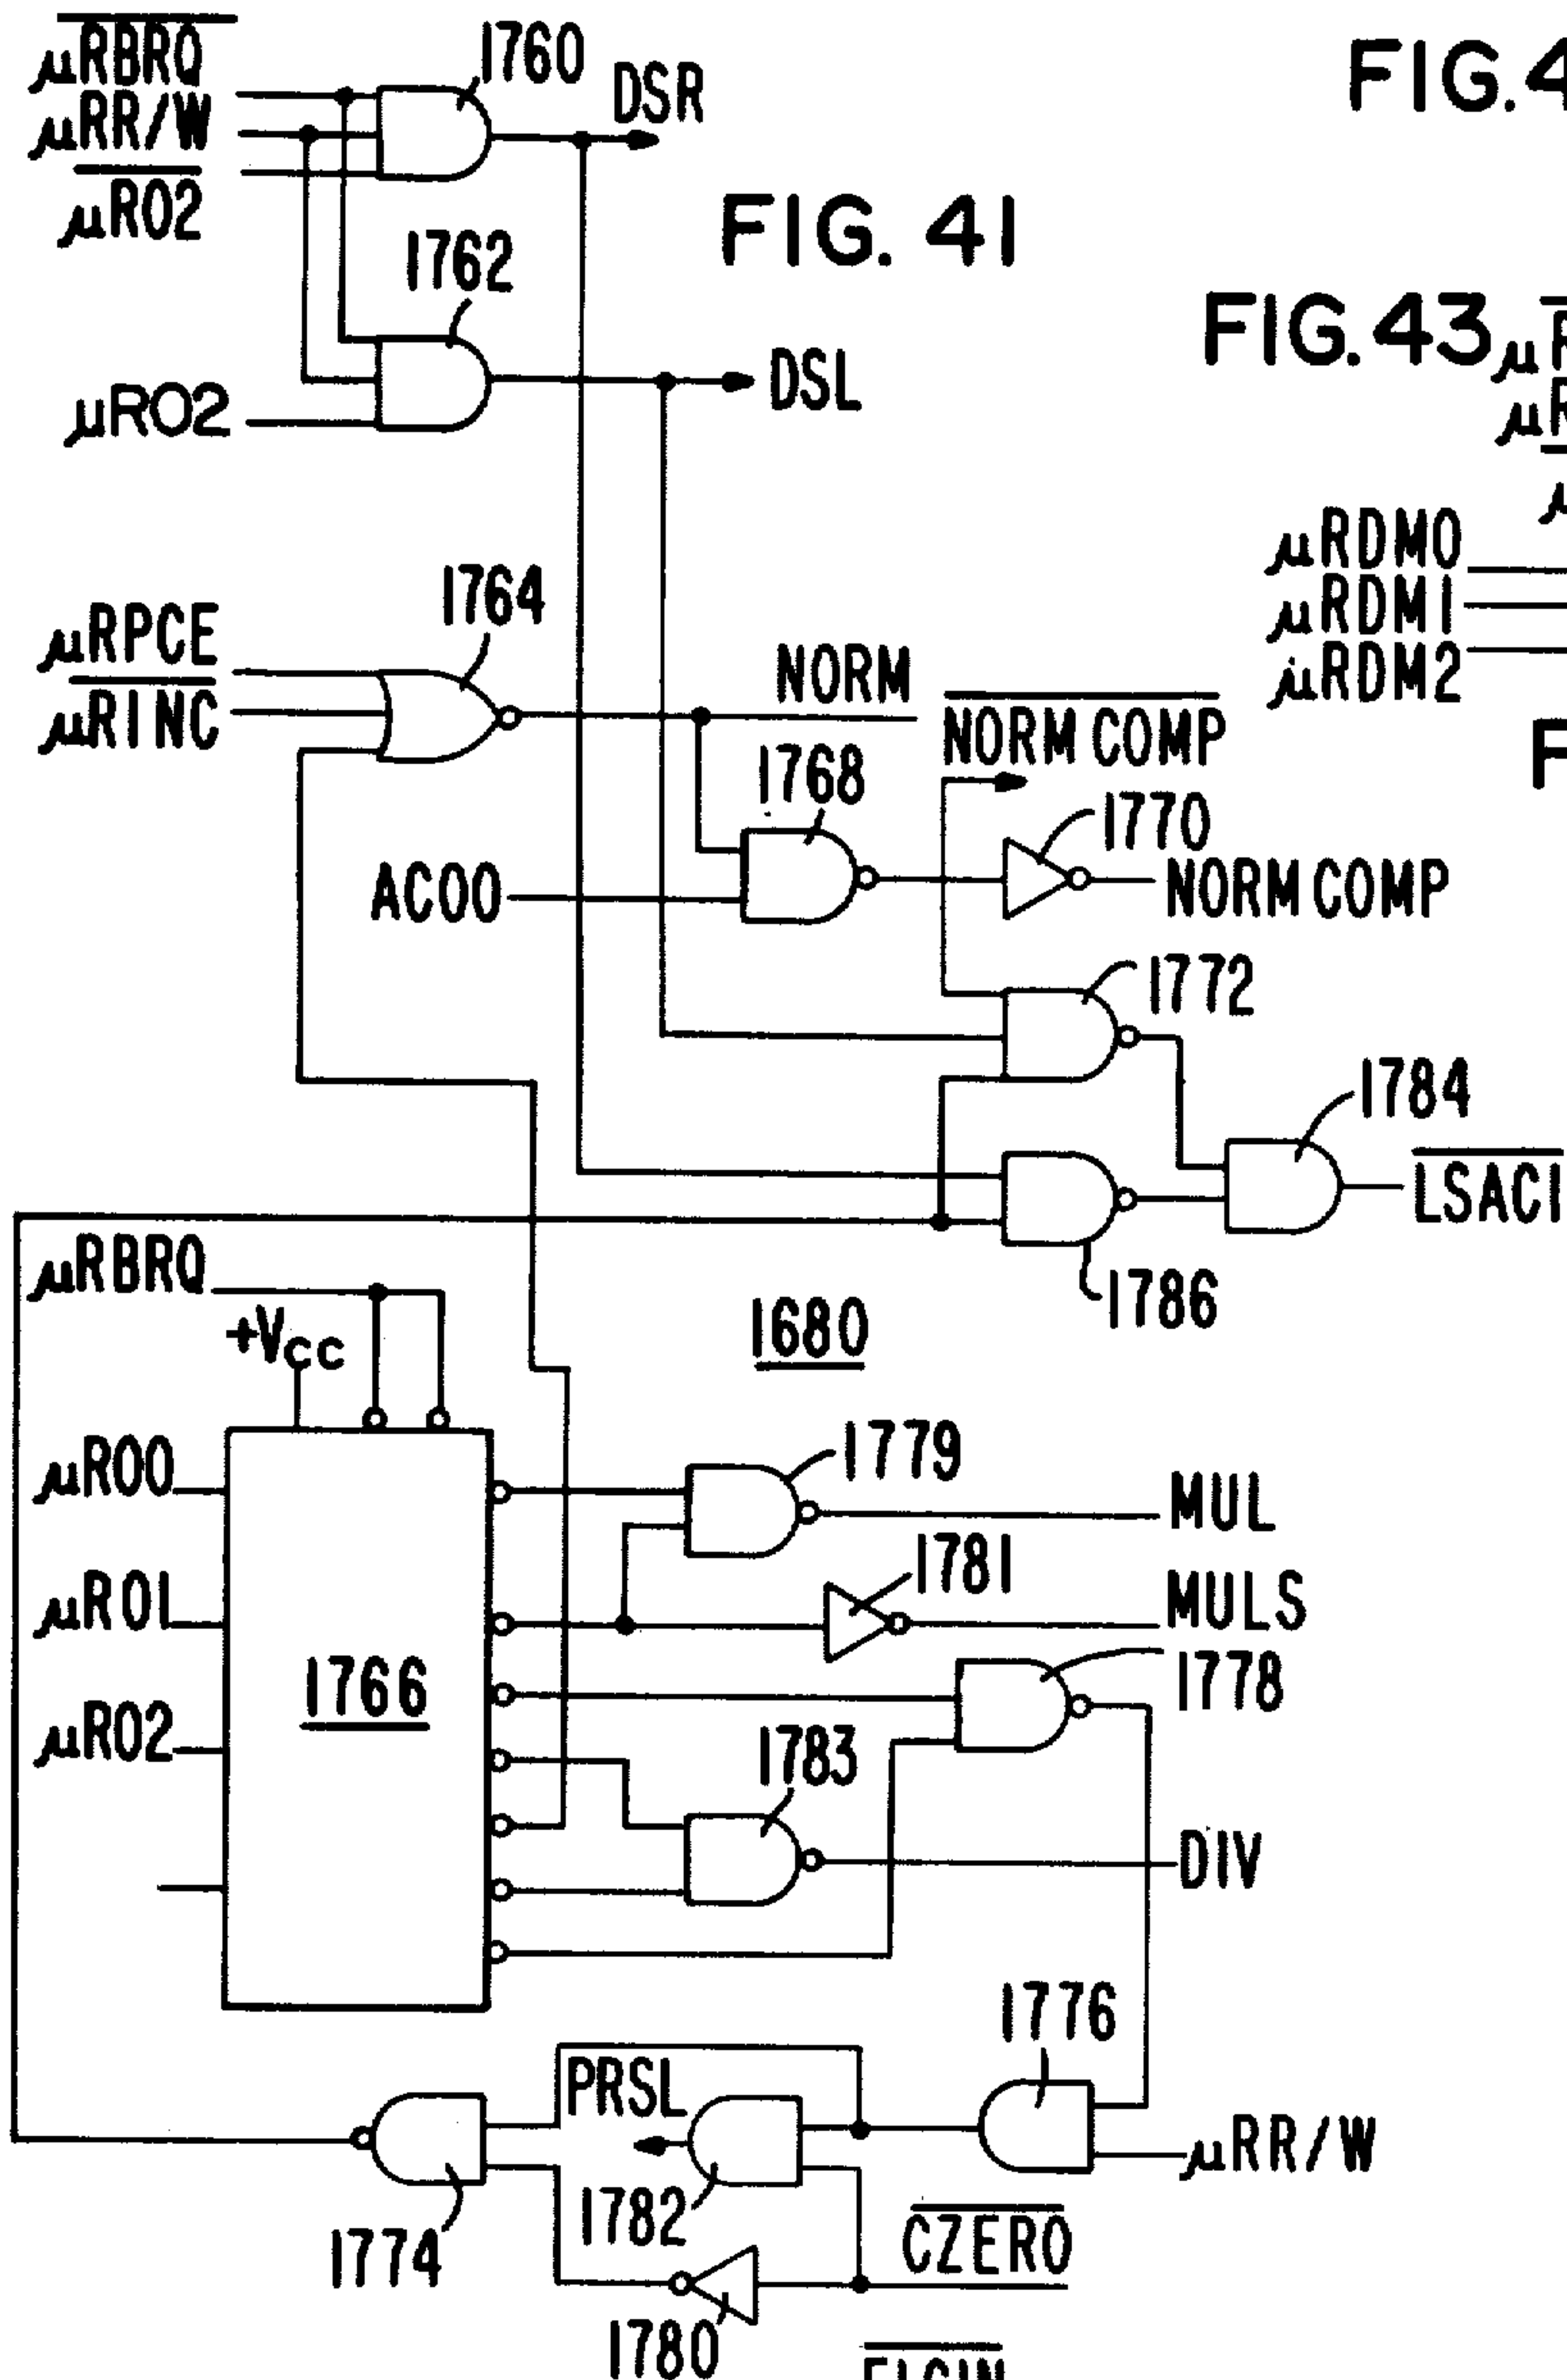 μRBRQ
1760
DSR
FIG. 4
μRR/W
μR02
FIG. 41
1762
FIG. 43
DSL
μR02
μRDM0
μRDM1
μRDM2
1764
μRPCE
μRINC
NORM
NORM COMP
1768
1770
AC00
NORM COMP
1772
1784
LSAC1
μRBRQ
1786
+Vcc
1680
1779
μR00
MUL
1781
μR01
MULS
1766
1778
μR02
1783
DIV
1776
PRSL
μRR/W
1782
CZERO
1774
1780